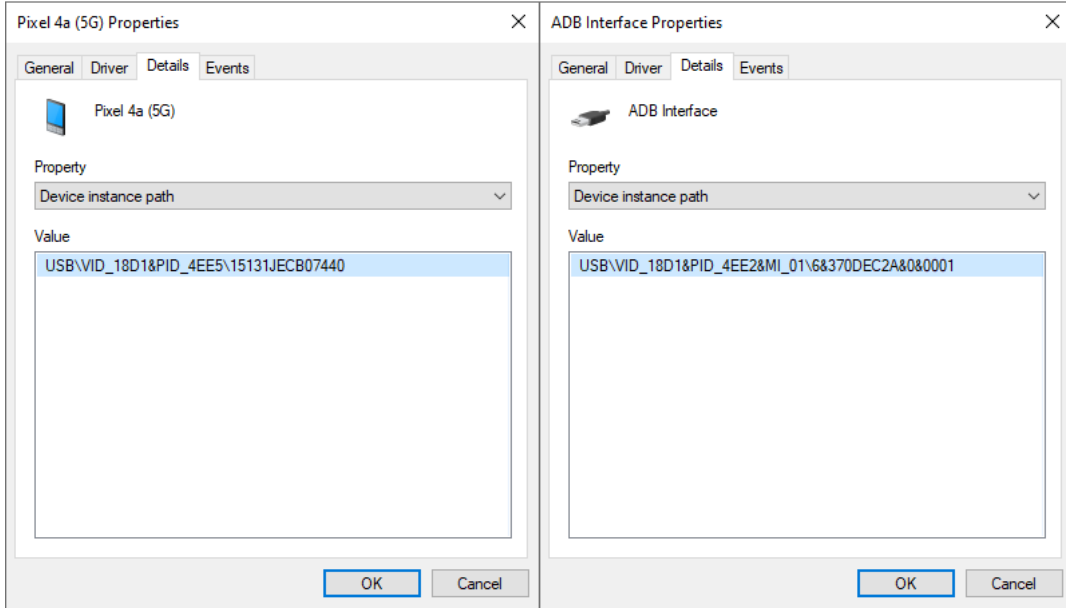 Pixel 4a (5G) Properties
General Driver Details Events
Pixel 4a (5G)
Property
Device instance path
Value
USB\VID_18D1&PID_4EE5\15131JECB07440
OK Cancel
ADB Interface Properties
General Driver Details Events
ADB Interface
Property
Device instance path
Value
USB\VID_18D1&PID_4EE2&MI_01\6&370DEC2A&0&0001
OK Cancel